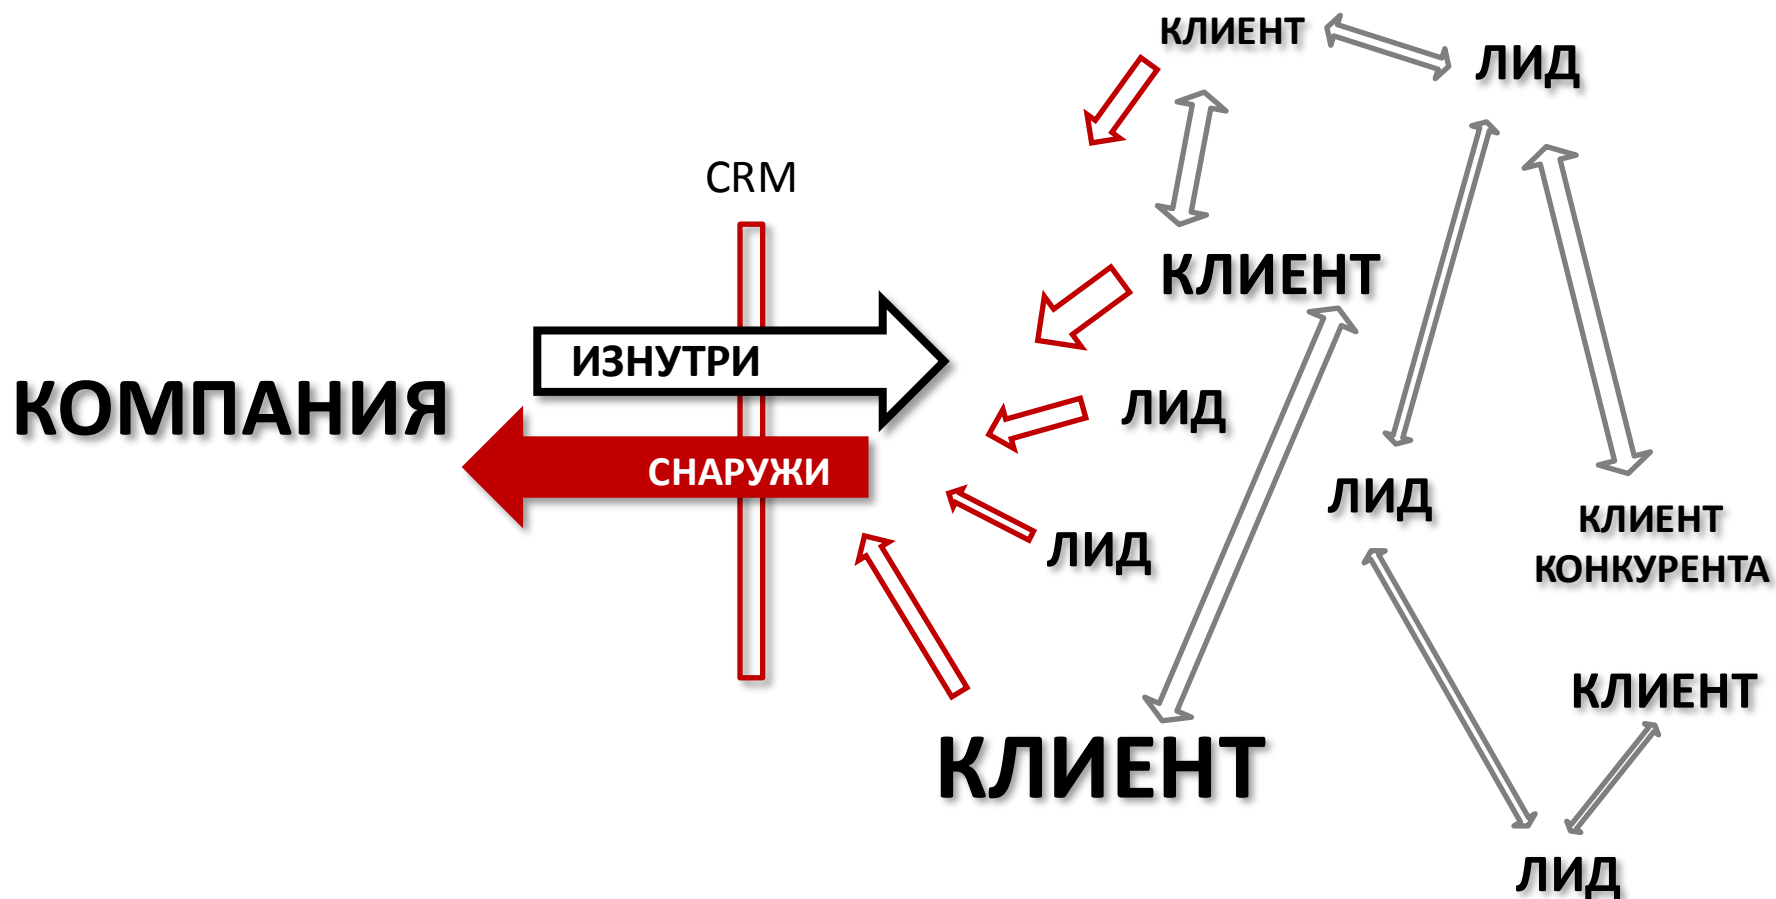 КЛИЕНТ
ЛИД
CRM
КЛИЕНТ
ИЗНУТРИ
КОМПАНИЯ
ЛИД
СНАРУЖИ
ЛИД
КЛИЕНТ
КОНКУРЕНТА
ЛИД
КЛИЕНТ
КЛИЕНТ
ЛИД